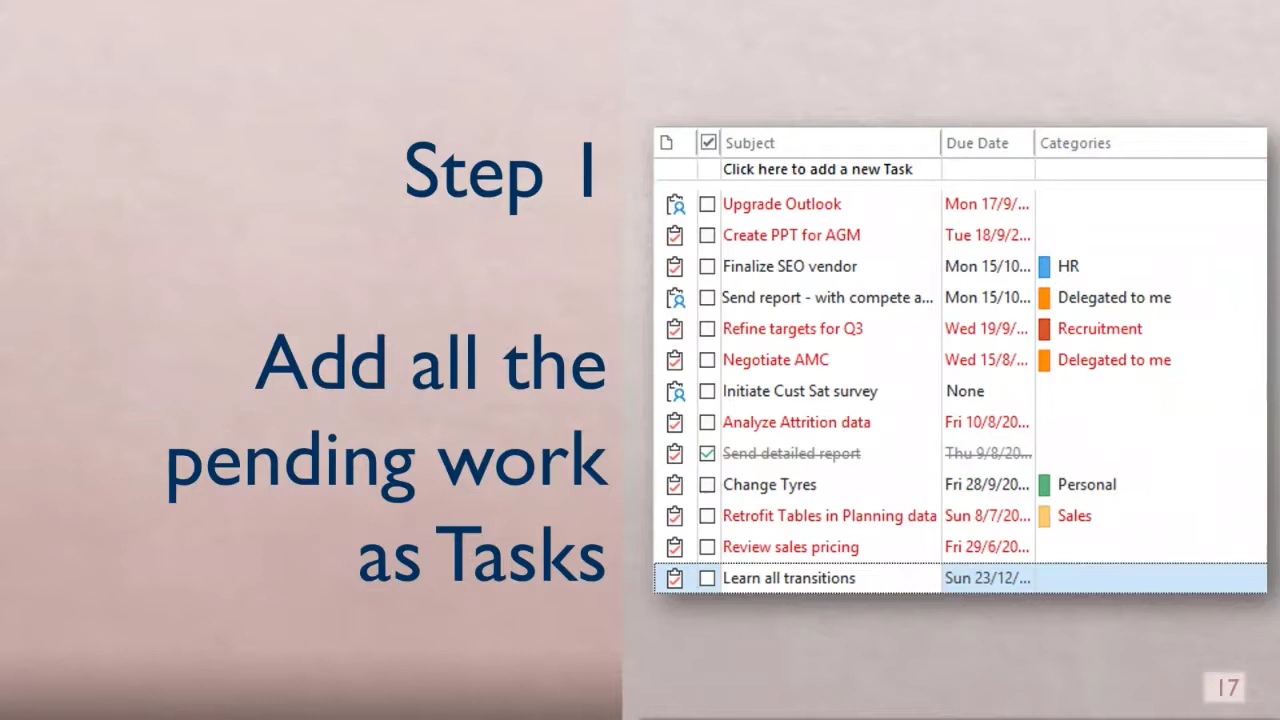 Step 1
Add all the
pending work
as Tasks
Subject Due Date Categories
Click here to add a new Task
Upgrade Outlook Mon 17/9/...
Create PPT for AGM Tue 18/9/2...
Finalize SEO vendor Mon 15/10... HR
Send report - with compete a... Mon 15/10... Delegated to me
Refine targets for Q3 Wed 19/9/... Recruitment
Negotiate AMC Wed 15/8/... Delegated to me
Initiate Cust Sat survey None
Analyze Attrition data Fri 10/8/20...
Send detailed report Thu 9/8/20...
Change Tyres Fri 28/9/20... Personal
Retrofit Tables in Planning data Sun 8/7/20... Sales
Review sales pricing Fri 29/6/20...
Learn all transitions Sun 23/12/...
17